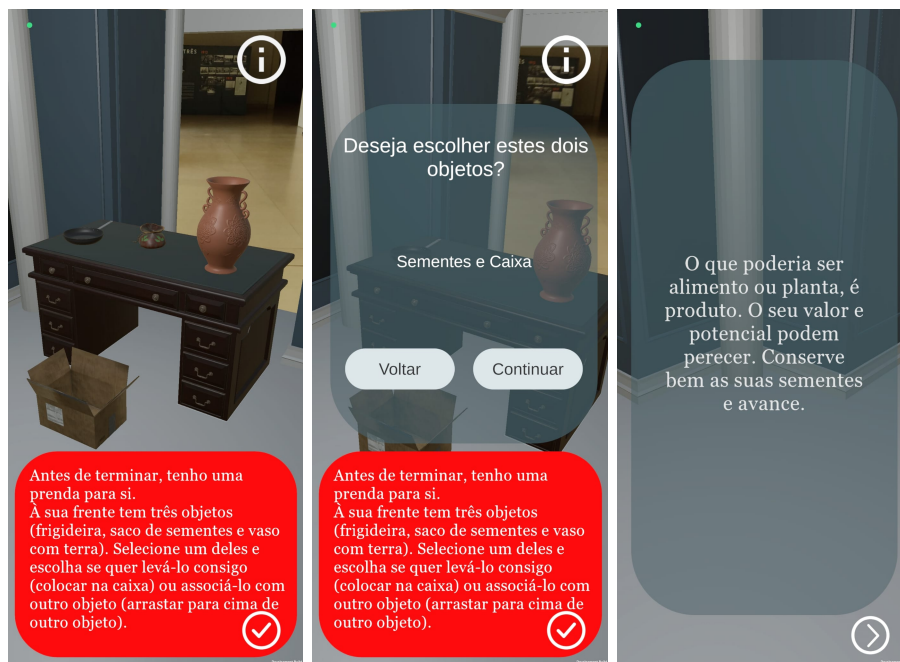 Antes de terminar, tenho uma
prenda para si.
À sua frente tem três objetos
(frigideira, saco de sementes e vaso
com terra). Selecione um deles e
escolha se quer levá-lo consigo
(colocar na caixa) ou associá-lo com
outro objeto (arrastar para cima de
outro objeto).
Deseja escolher estes dois
objetos?
Sementes e Caixa
Voltar
Continuar
Antes de terminar, tenho uma
prenda para si.
À sua frente tem três objetos
(frigideira, saco de sementes e vaso
com terra). Selecione um deles e
escolha se quer levá-lo consigo
(colocar na caixa) ou associá-lo com
outro objeto (arrastar para cima de
outro objeto).
O que poderia ser
alimento ou planta, é
produto. O seu valor e
potencial podem
perecer. Conserve
bem as suas sementes
e avance.